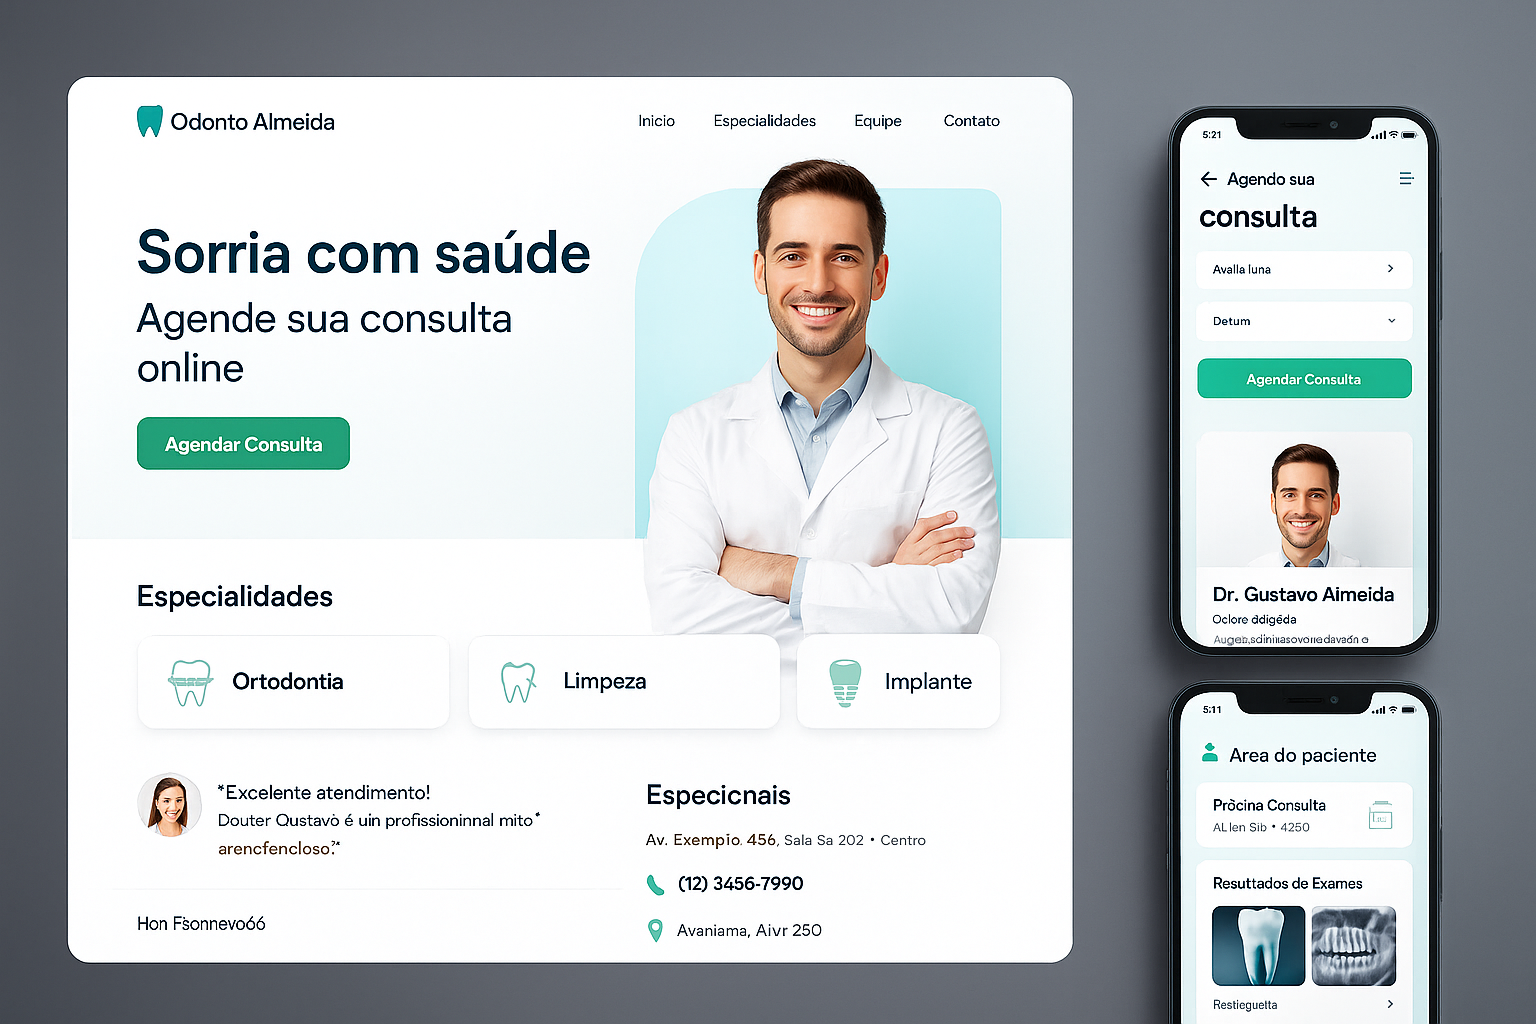 Odonto Almeida
Inicio Especialidades Equipe Contato
Sorria com saúde
Agende sua consulta
online
Agendar Consulta
Especialidades
Ortodontia
Limpeza
Implante
"Excelente atendimento!
Douter Qustavò é uin profissioninnal mito"
arencfencloso."
Hon Fsonnevo66
Especicnais
Av. Exempio. 456, Sala Sa 202 • Centro
(12) 3456-7990
Avaniama, Aivr 250
5:21
Agendo sua
consulta
Avalla luna
Detum
Agendar Consulta
Dr. Gustavo Aimeida
Oclore ddigéda
5:11
Area do paciente
Pròcina Consulta
ALlen Sib • 4250
Resuttados de Exames
Restieguetta